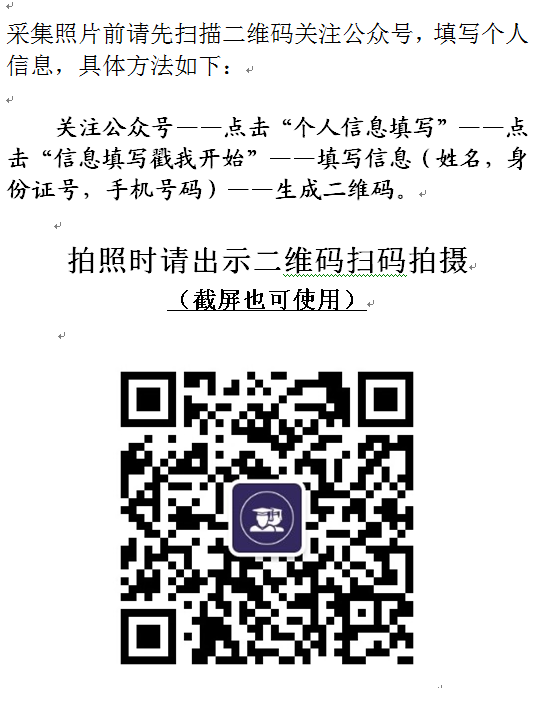 采集照片前请先扫描二维码关注公众号，填写个人
信息，具体方法如下：
关注公众号——点击“个人信息填写”——点
击“信息填写戳我开始”——填写信息（姓名，身
份证号，手机号码）——生成二维码。
拍照时请出示二维码扫码拍摄
（截屏也可使用）